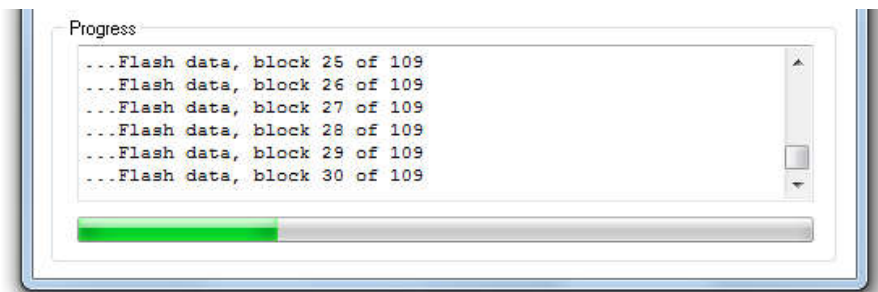 Progress
...Flash data, block 25 of 109
...Flash data, block 26 of 109
...Flash data, block 27 of 109
...Flash data, block 28 of 109
...Flash data, block 29 of 109
...Flash data, block 30 of 109